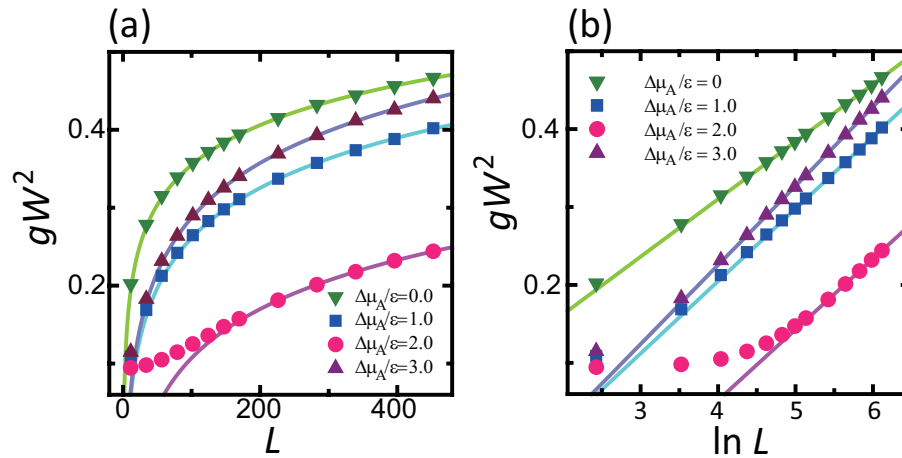 (a)
gW²
0.4
0.2
0
200
400
L
Δμ_A/ε=0.0
Δμ_A/ε=1.0
Δμ_A/ε=2.0
Δμ_A/ε=3.0
(b)
gW²
0.4
0.2
3
4
5
6
ln L
Δμ_A/ε = 0
Δμ_A/ε = 1.0
Δμ_A/ε = 2.0
Δμ_A/ε = 3.0